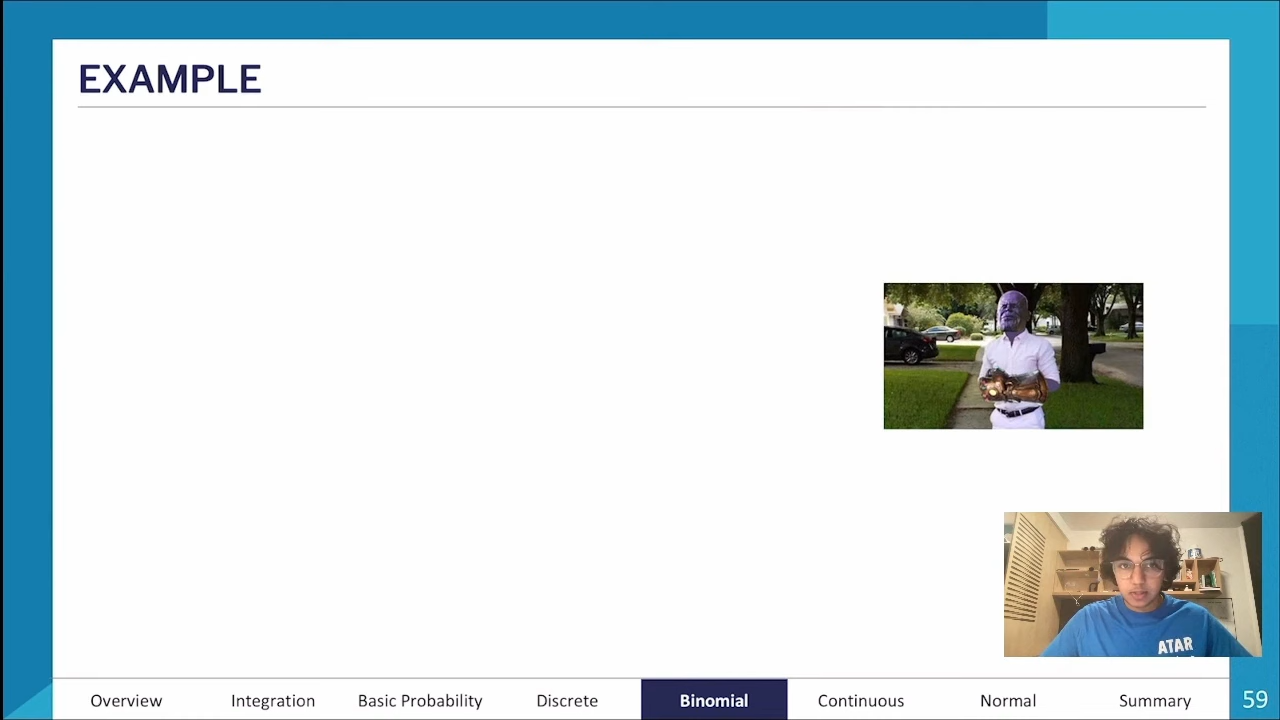 EXAMPLE
ATAR
Overview
Integration
Basic Probability
Discrete
Binomial
Continuous
Normal
Summary
59